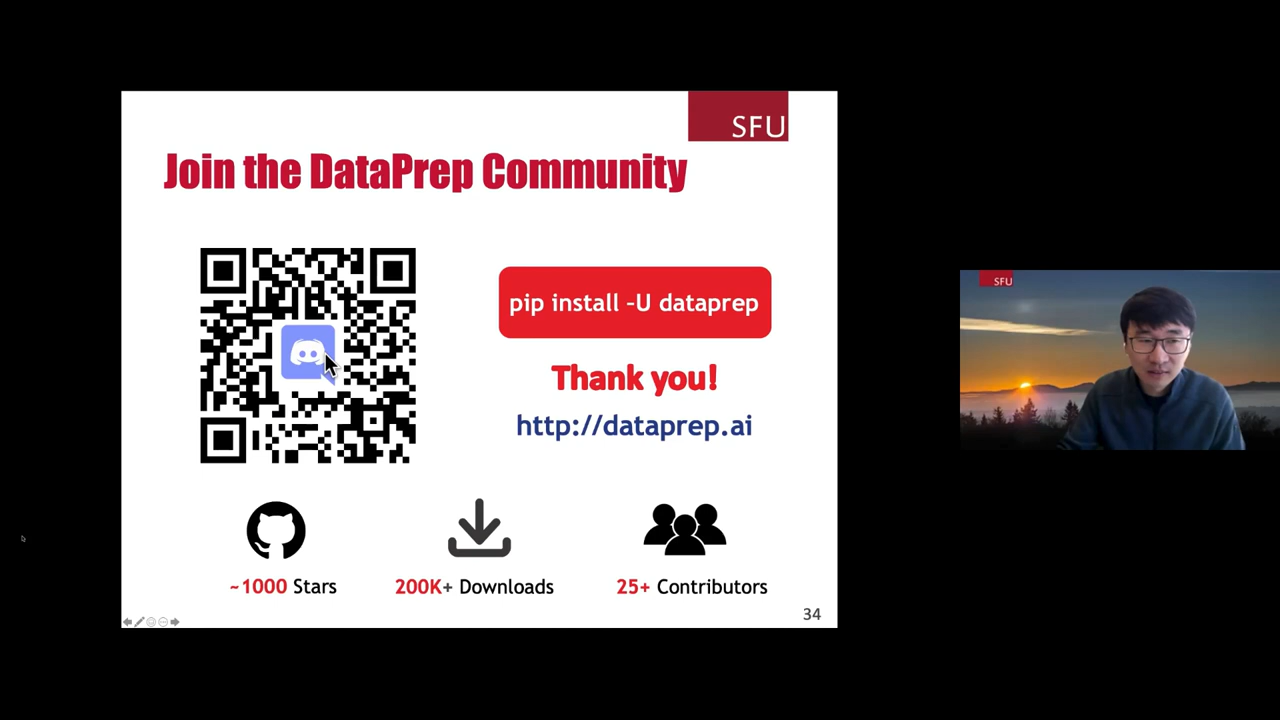 SFU
Join the DataPrep Community
pip install -U dataprep
Thank you!
http://dataprep.ai
~1000 Stars
200K+ Downloads
25+ Contributors
34
SFU